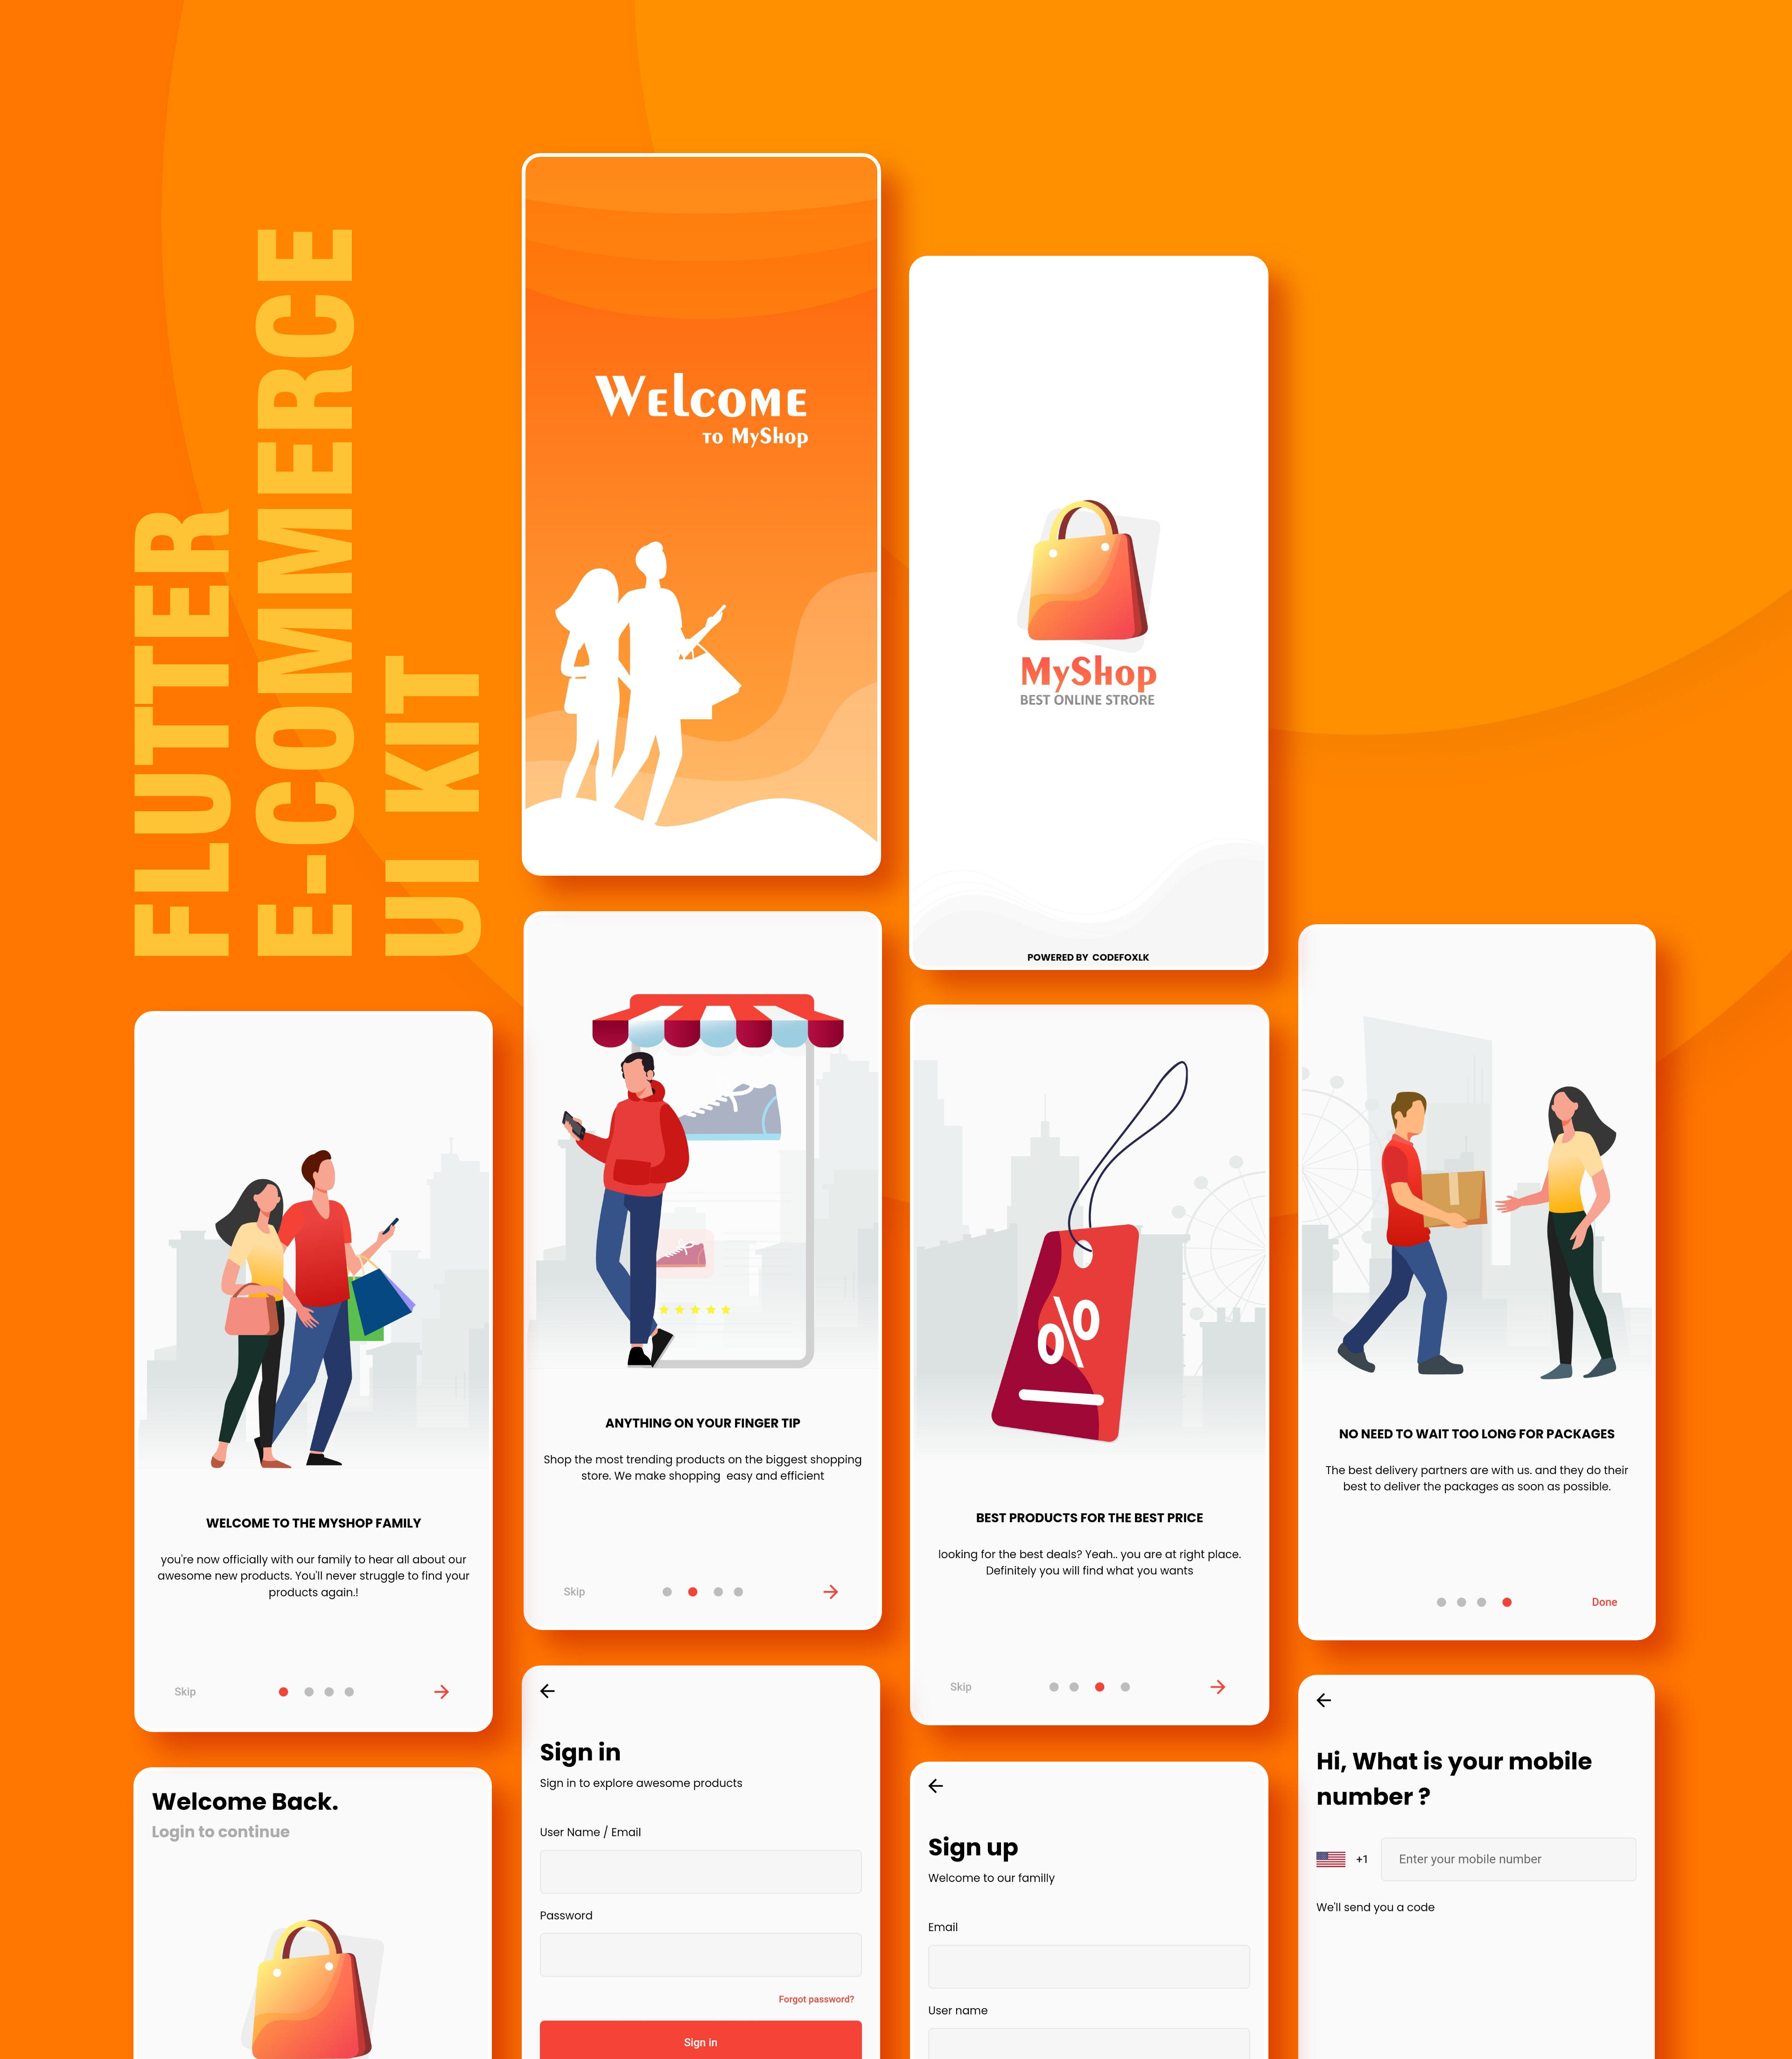 FLUTTER
E-COMMERCE
UI KIT
Welcome
to MyShop
MyShop
BEST ONLINE STRORE
POWERED BY CODEFOXLK
WELCOME TO THE MYSHOP FAMILY
you're now officially with our family to hear all about our
awesome new products. You'll never struggle to find your
products again.!
Skip
ANYTHING ON YOUR FINGER TIP
Shop the most trending products on the biggest shopping
store. We make shopping  easy and efficient
Skip
%
BEST PRODUCTS FOR THE BEST PRICE
looking for the best deals? Yeah.. you are at right place.
Definitely you will find what you wants
Skip
NO NEED TO WAIT TOO LONG FOR PACKAGES
The best delivery partners are with us. and they do their
best to deliver the packages as soon as possible.
Done
Welcome Back.
Login to continue
Sign in
Sign in to explore awesome products
User Name / Email
Password
Forgot password?
Sign in
Sign up
Welcome to our familly
Email
User name
Hi, What is your mobile
number ?
+1
Enter your mobile number
We'll send you a code